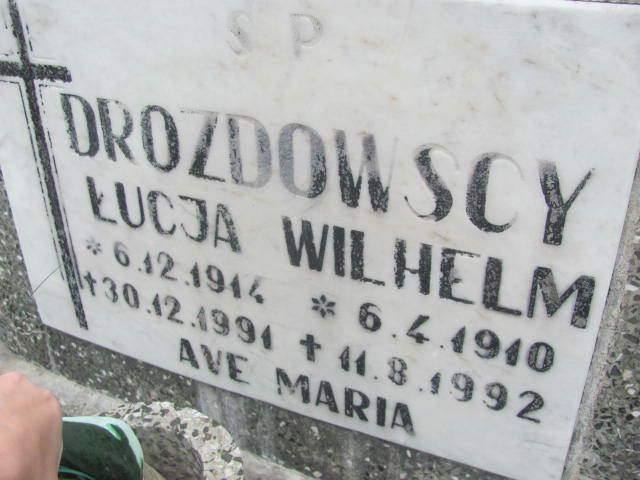 S P
DROZDOWSCY
ŁUCJA WILHELM
* 6.12.1914 * 6.4.1910
†30.12.1991 † 11.8.1992
AVE MARIA